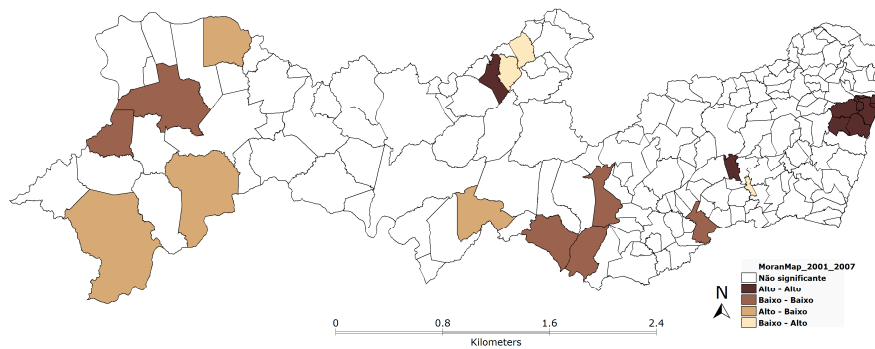 MoranMap_2001_2007
Não significante
Alto - Alto
Baixo - Baixo
Alto - Baixo
Baixo - Alto
N
0 0.8 1.6 2.4
Kilometers